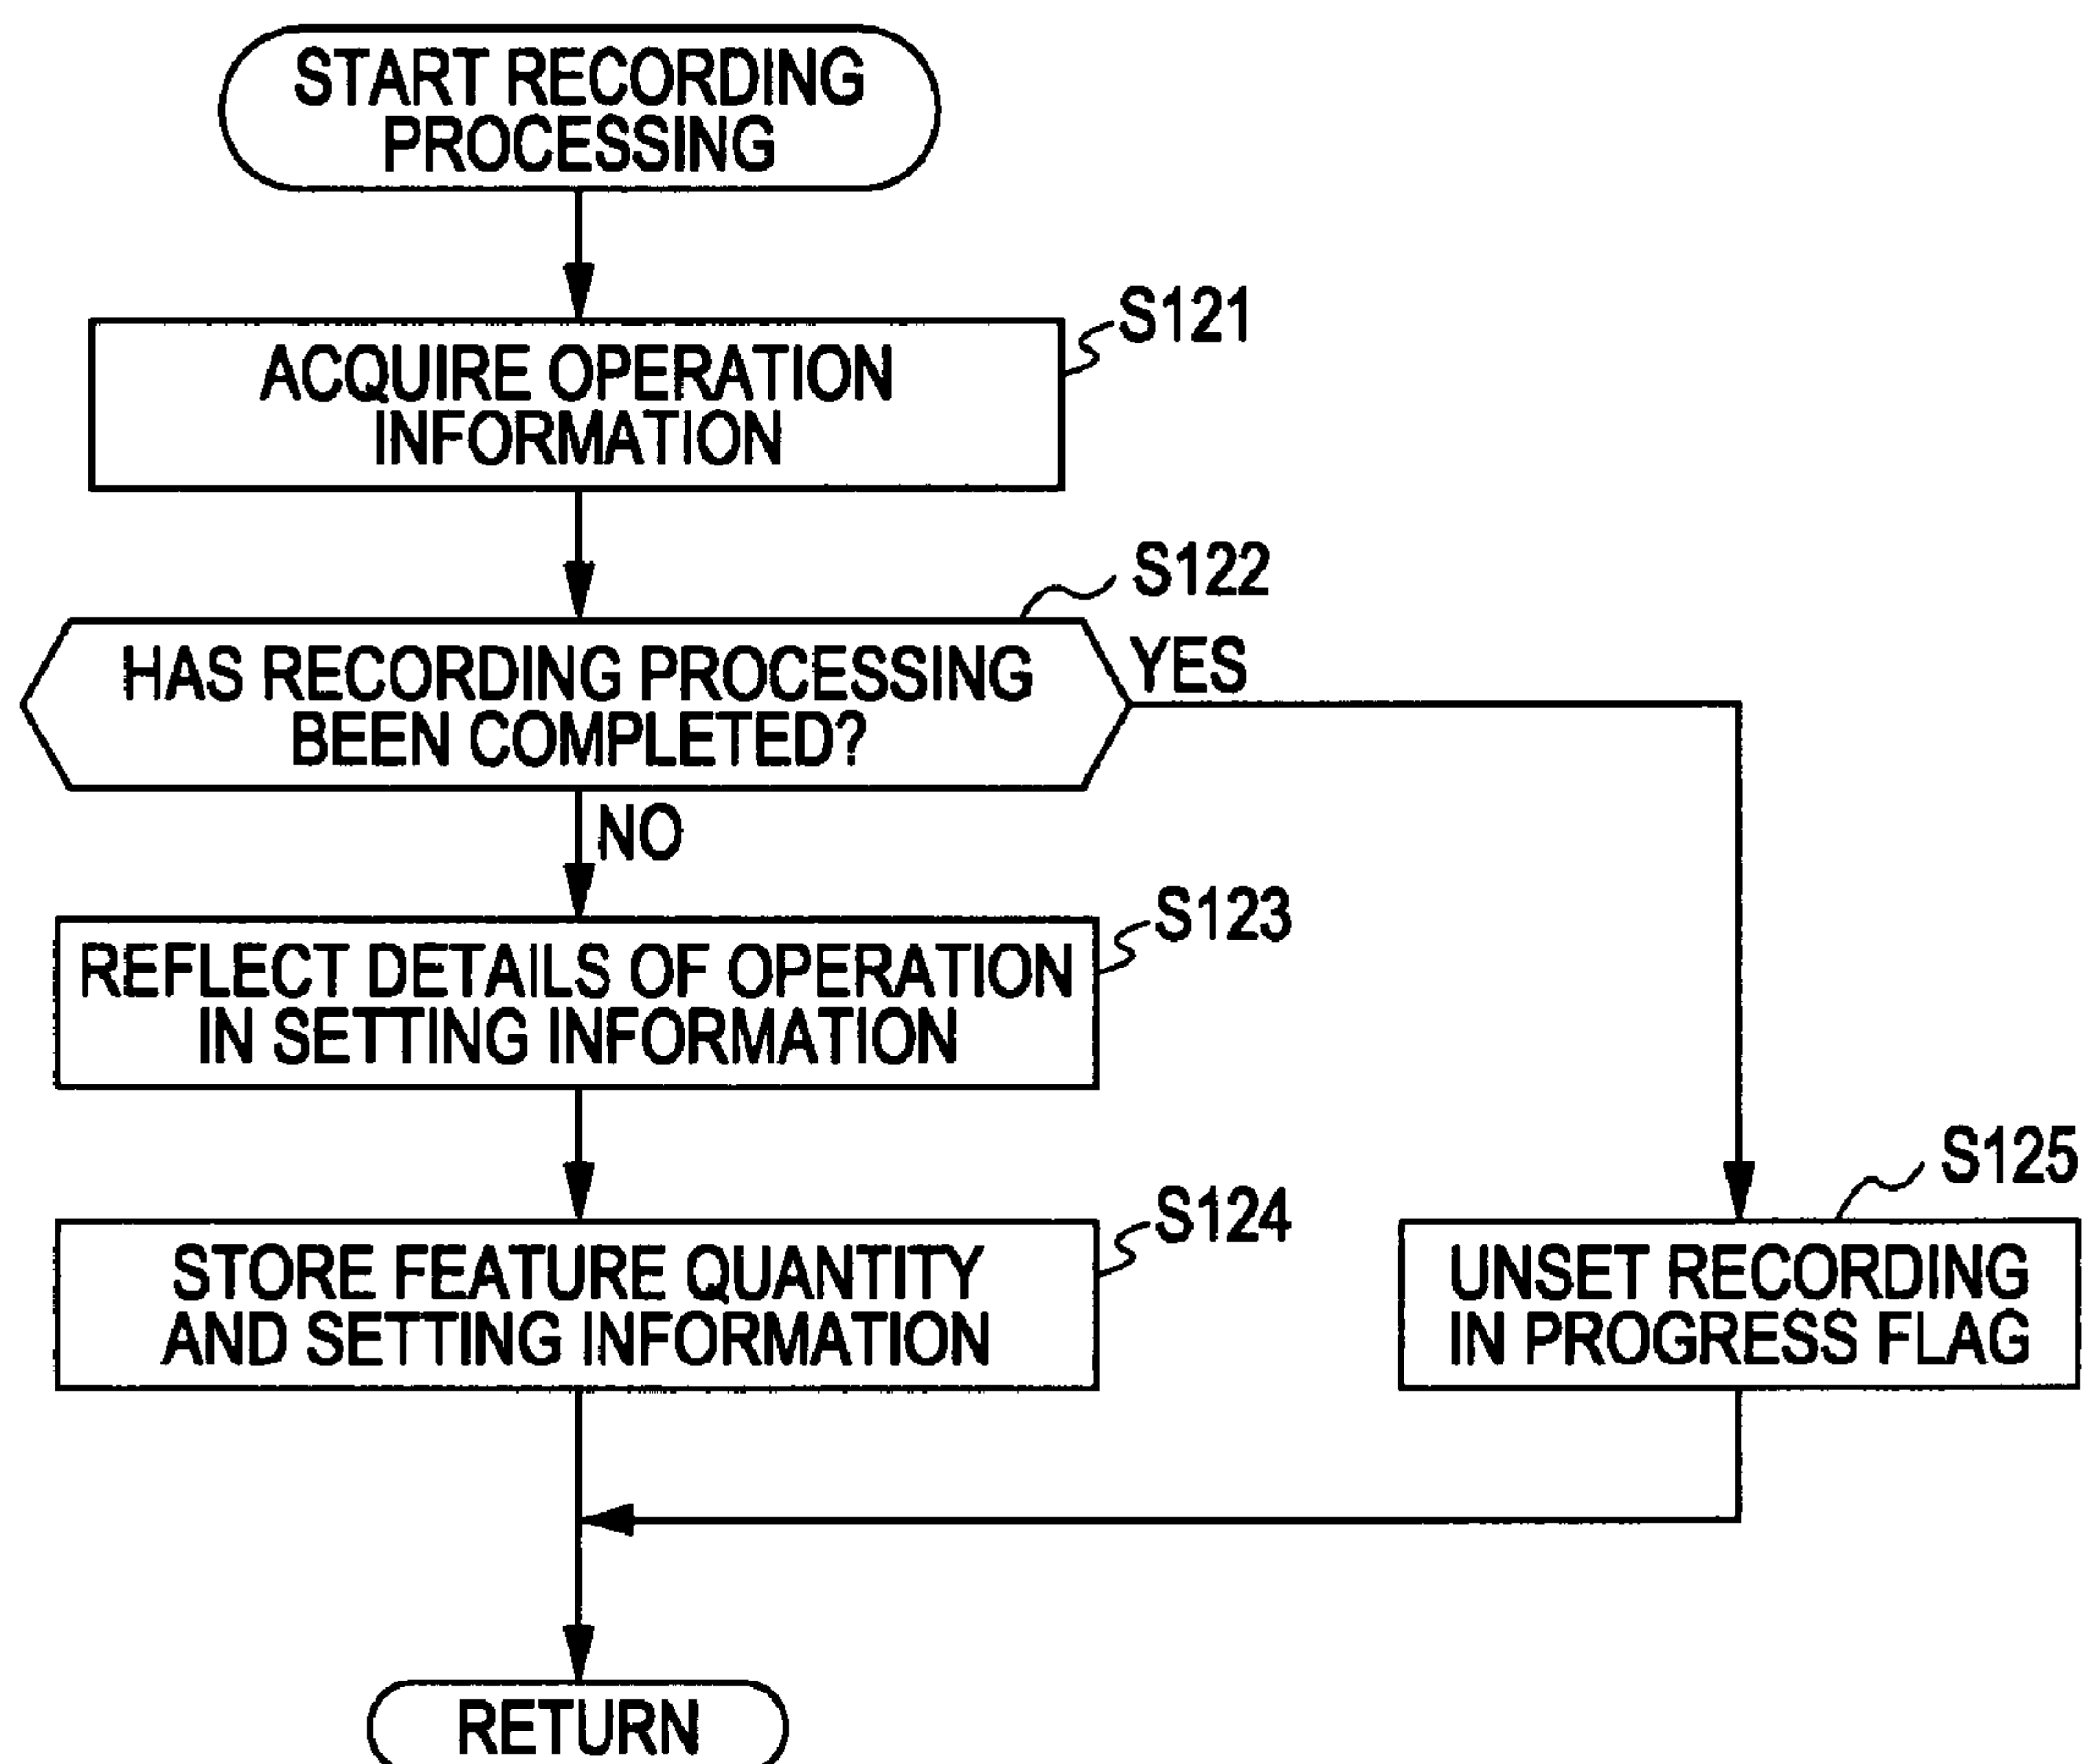 START RECORDING
PROCESSING
S121
ACQUIRE OPERATION
INFORMATION
S122
HAS RECORDING PROCESSING
BEEN COMPLETED?
YES
NO
S123
REFLECT DETAILS OF OPERATION
IN SETTING INFORMATION
S124
STORE FEATURE QUANTITY
AND SETTING INFORMATION
S125
UNSET RECORDING
IN PROGRESS FLAG
RETURN